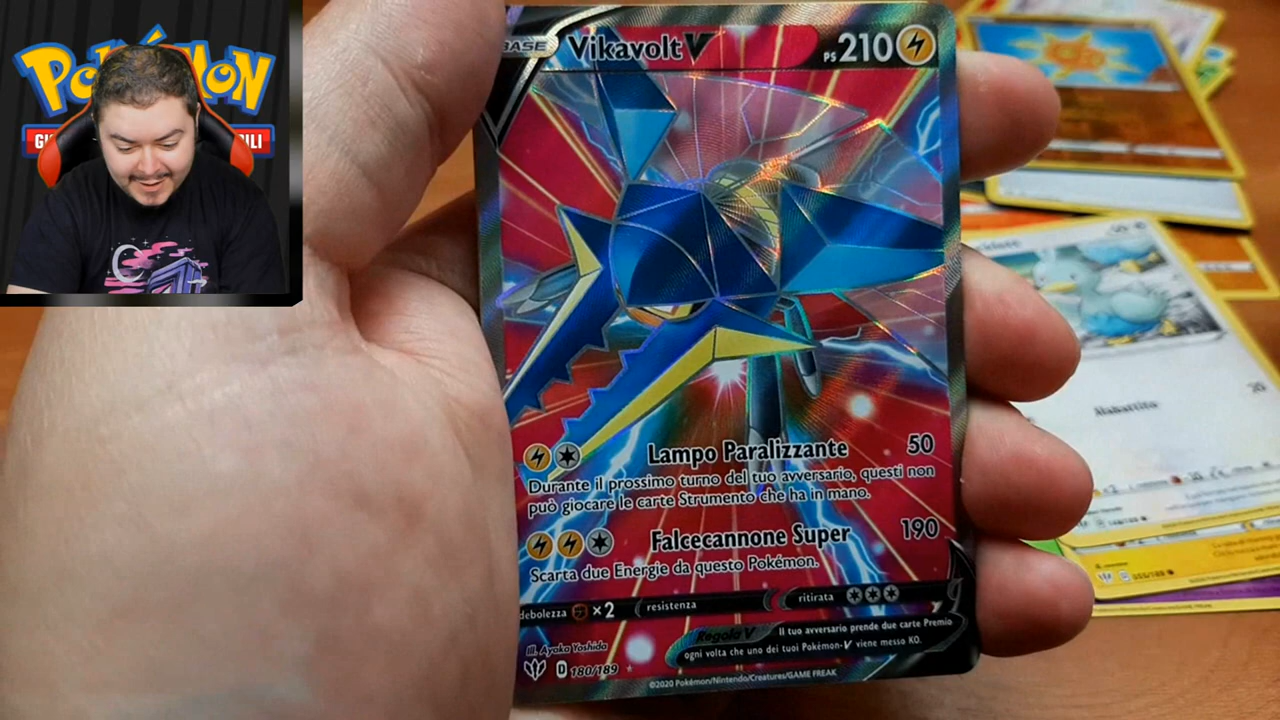 POKÉMON
BASE Vikavolt V PS 210
Lampo Paralizzante 50
Durante il prossimo turno del tuo avversario, questi non
può giocare le carte Strumento che ha in mano.
Falcecannone Super 190
Scarta due Energie da questo Pokémon.
debolezza ×2 resistenza ritirata
Regola V Il tuo avversario prende due carte Premio
ogni volta che uno dei tuoi Pokémon-V viene messo KO.
Ill. Ayaka Yoshida
D 180/189
©2020 Pokémon/Nintendo/Creatures/GAME FREAK
20